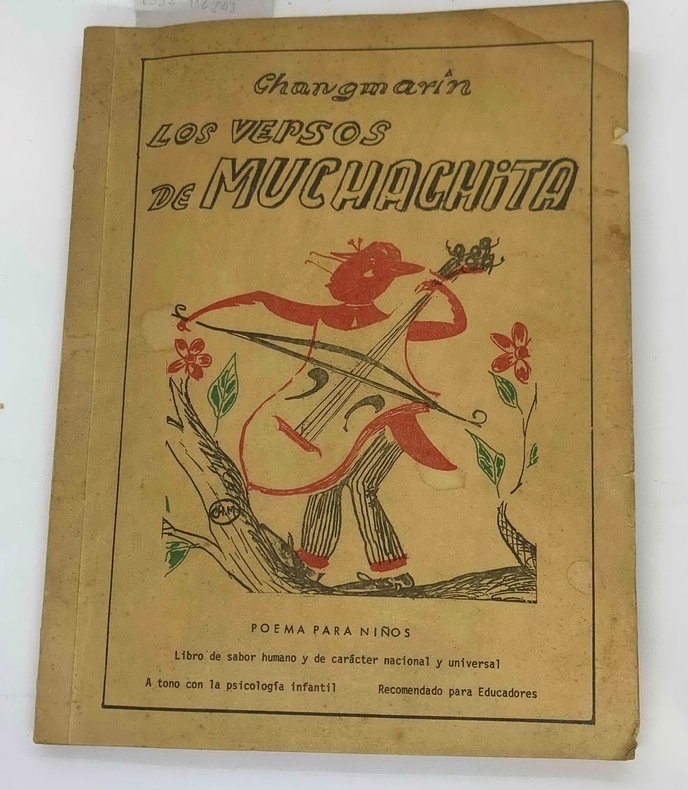 Changmarín
LOS VERSOS
DE MUCHACHiTA
CH.M
POEMA PARA NIÑOS
Libro de sabor humano y de carácter nacional y universal
A tono con la psicología infantil Recomendado para Educadores